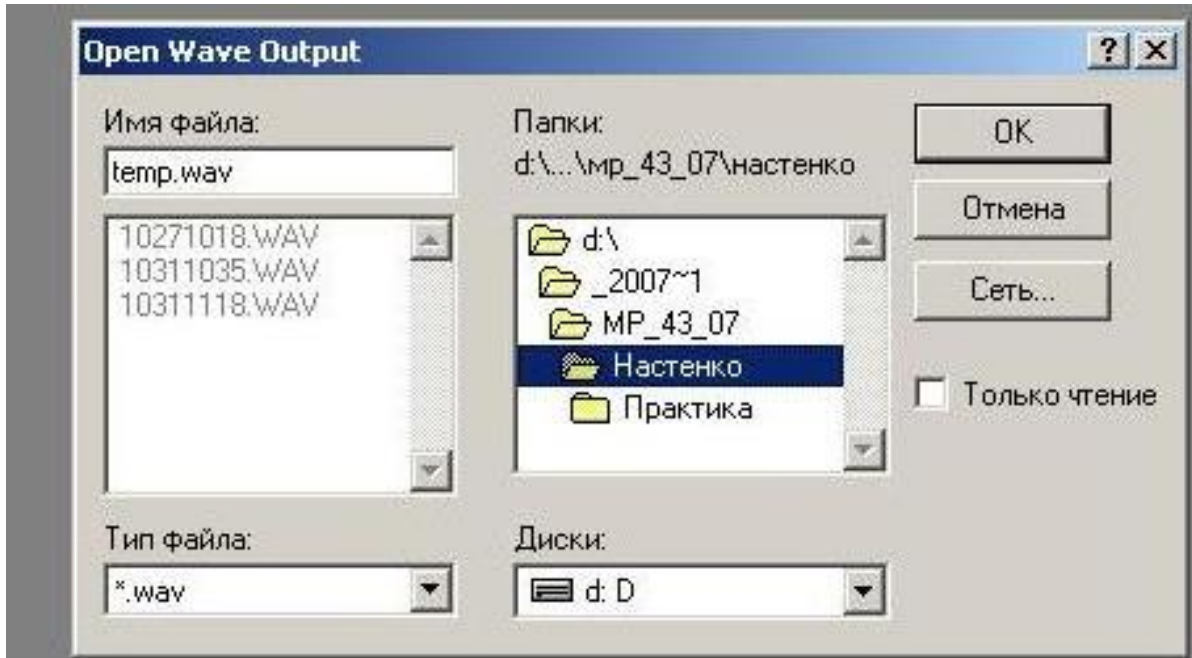 Open Wave Output
Имя файла:
temp.wav
10271018.WAV
10311035.WAV
10311118.WAV
Тип файла:
*.wav
Папки:
d:\...\мр_43_07\настенко
d:\
_2007~1
МР_43_07
Настенко
Практика
Диски:
d: D
OK
Отмена
Сеть...
Только чтение